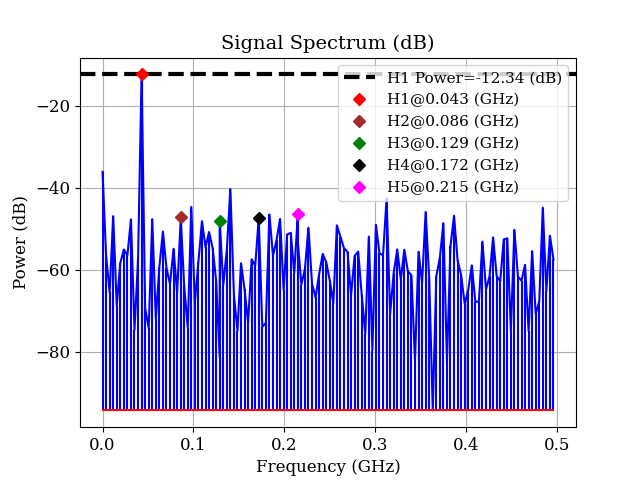 Signal Spectrum (dB)
H1 Power=-12.34 (dB)
H1@0.043 (GHz)
H2@0.086 (GHz)
H3@0.129 (GHz)
H4@0.172 (GHz)
H5@0.215 (GHz)
−20
−40
−60
−80
Power (dB)
0.0 0.1 0.2 0.3 0.4 0.5
Frequency (GHz)